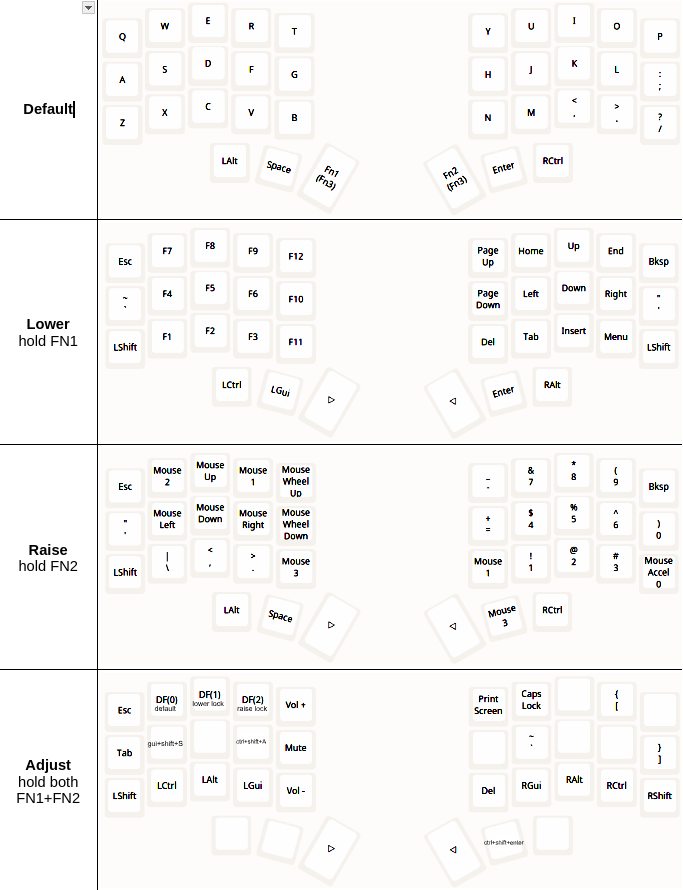 Q W E R T Y U I O P
A S D F G H J K L : ;
Z X C V B N M < , > . ? /
Default
LAlt Space Fn1 (Fn3) Fn2 (Fn3) Enter RCtrl
Esc F7 F8 F9 F12 Page Up Home Up End Bksp
~ ` F4 F5 F6 F10 Page Down Left Down Right " '
Lower
hold FN1
LShift F1 F2 F3 F11 Del Tab Insert Menu LShift
LCtrl LGui ▷ ◁ Enter RAlt
Esc Mouse 2 Mouse Up Mouse 1 Mouse Wheel Up _ - & 7 * 8 ( 9 Bksp
" ' Mouse Left Mouse Down Mouse Right Mouse Wheel Down + = $ 4 % 5 ^ 6 ) 0
Raise
hold FN2
LShift | \ < , > . Mouse 3 Mouse 1 ! 1 @ 2 # 3 Mouse Accel 0
LAlt Space ▷ ◁ Mouse 3 RCtrl
Esc DF(0) default DF(1) lower lock DF(2) raise lock Vol + Print Screen Caps Lock { [
Tab gui+shift+S ctrl+shift+A Mute ~ ` } ]
Adjust
hold both
FN1+FN2
LShift LCtrl LAlt LGui Vol - Del RGui RAlt RCtrl RShift
▷ ◁ ctrl+shift+enter